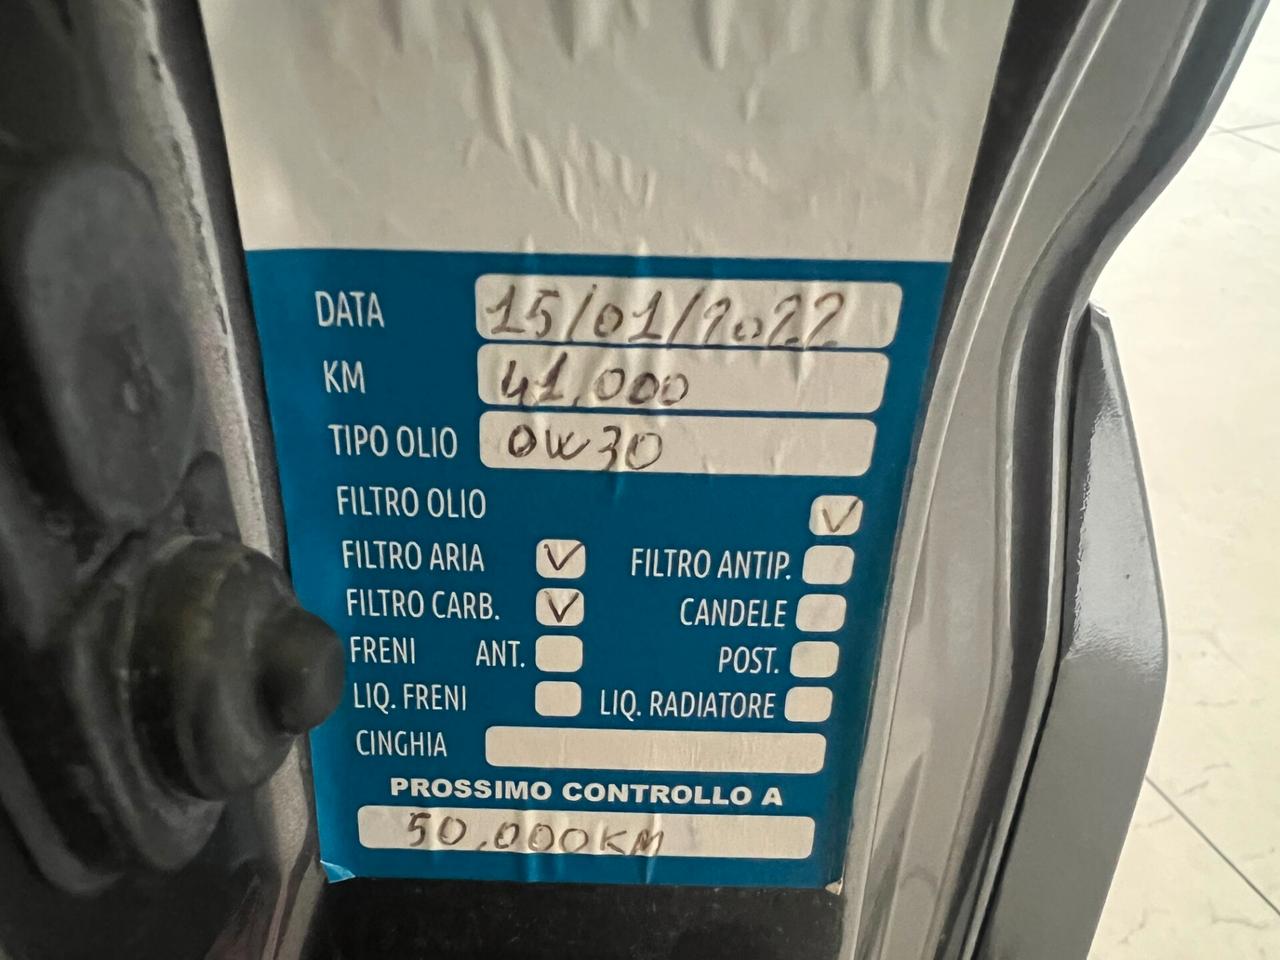 DATA 15/01/2022
KM 41.000
TIPO OLIO 0W30
FILTRO OLIO V
FILTRO ARIA V FILTRO ANTIP.
FILTRO CARB. V CANDELE
FRENI ANT. POST.
LIQ. FRENI LIQ. RADIATORE
CINGHIA
PROSSIMO CONTROLLO A
50.000KM